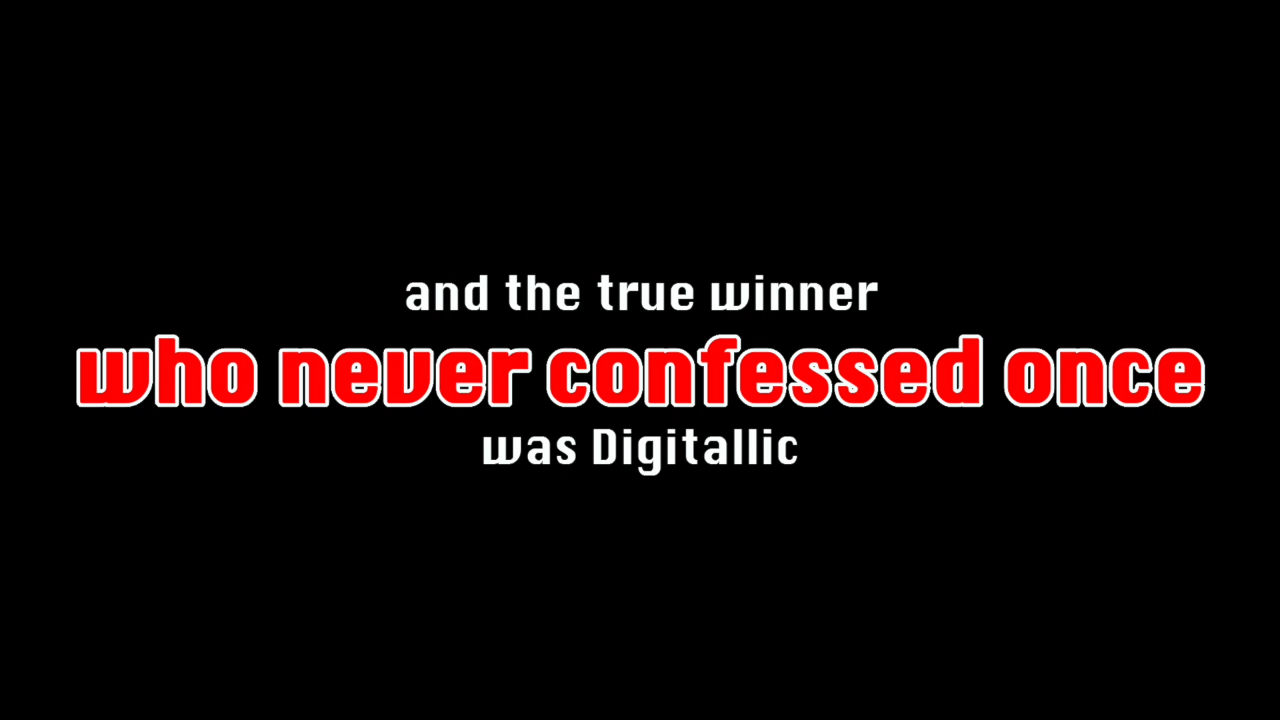 and the true winner
who never confessed once
was Digitallic